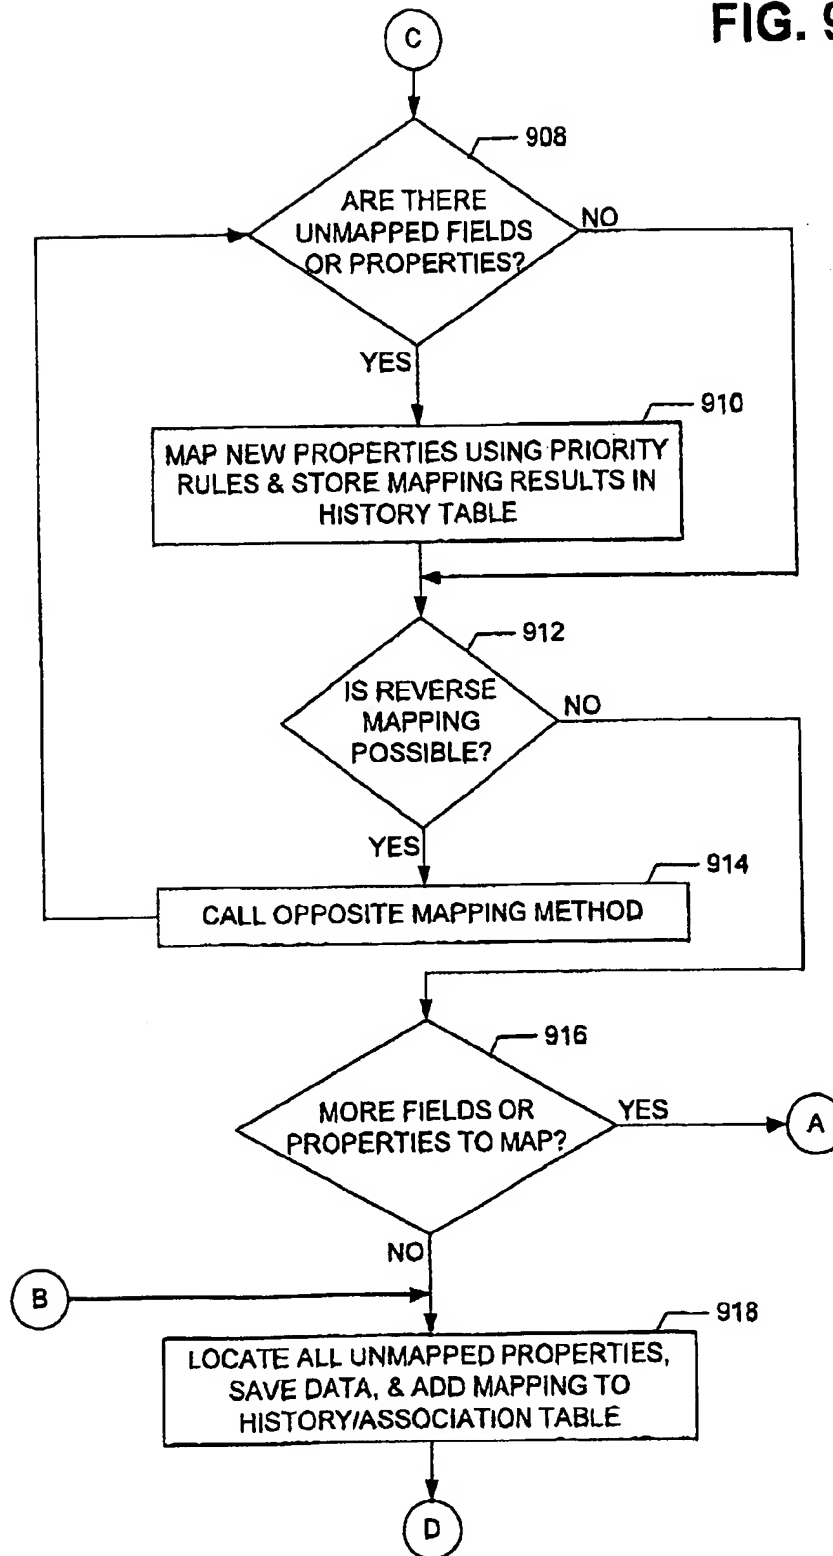 FIG. 9
C
908
ARE THERE
UNMAPPED FIELDS
OR PROPERTIES?
NO
YES
910
MAP NEW PROPERTIES USING PRIORITY
RULES & STORE MAPPING RESULTS IN
HISTORY TABLE
912
IS REVERSE
MAPPING
POSSIBLE?
NO
YES
914
CALL OPPOSITE MAPPING METHOD
916
MORE FIELDS OR
PROPERTIES TO MAP?
YES
A
NO
B
918
LOCATE ALL UNMAPPED PROPERTIES,
SAVE DATA, & ADD MAPPING TO
HISTORY/ASSOCIATION TABLE
D